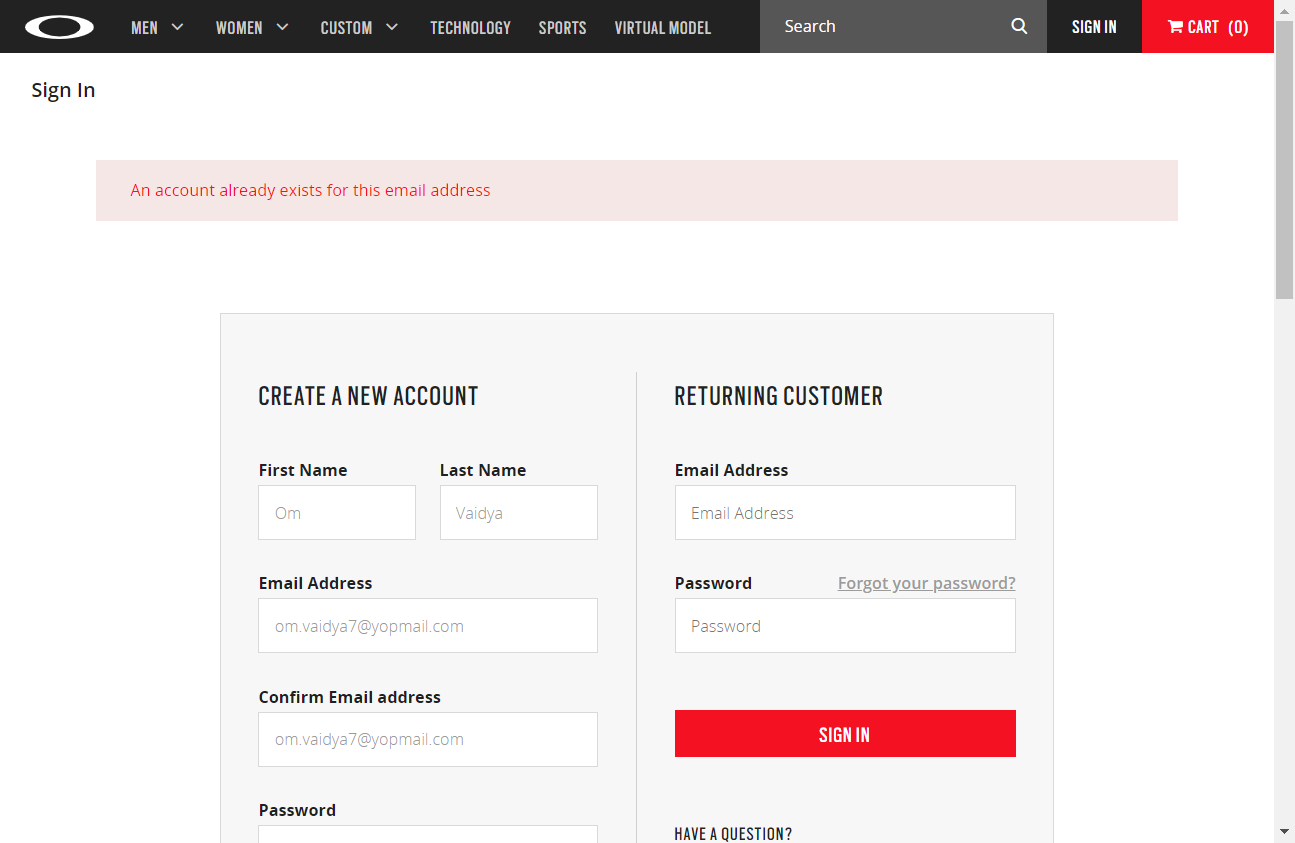 MEN WOMEN CUSTOM TECHNOLOGY SPORTS VIRTUAL MODEL Search SIGN IN CART (0)
Sign In
An account already exists for this email address
CREATE A NEW ACCOUNT
First Name Last Name
Om Vaidya
Email Address
om.vaidya7@yopmail.com
Confirm Email address
om.vaidya7@yopmail.com
Password
RETURNING CUSTOMER
Email Address
Email Address
Password Forgot your password?
Password
SIGN IN
HAVE A QUESTION?